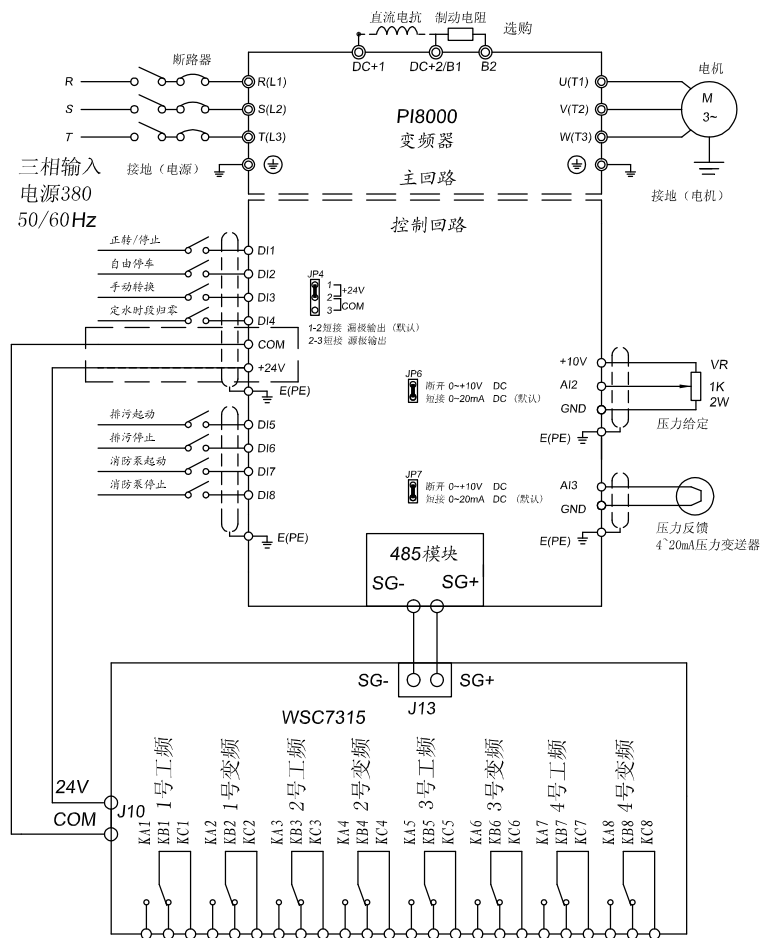 直流电抗 制动电阻 选购
DC+1 DC+2/B1 B2
断路器
R R(L1)
S S(L2)
T T(L3)
U(T1)
V(T2)
W(T3)
电机
M
3~
PI8000
变频器
主回路
三相输入
电源380
50/60Hz
接地（电源）
接地（电机）
控制回路
正转/停止 DI1
自由停车 DI2
手动转换 DI3
定水时段归零 DI4
COM
+24V
E(PE)
JP4
1 +24V
2
3 COM
1-2短接 漏极输出（默认）
2-3短接 源极输出
排污起动 DI5
排污停止 DI6
消防泵起动 DI7
消防泵停止 DI8
E(PE)
JP6
断开 0~+10V DC
短接 0~20mA DC（默认）
+10V VR
AI2 1K
2W
GND
压力给定
E(PE)
JP7
断开 0~+10V DC
短接 0~20mA DC（默认）
AI3
GND
压力反馈
4~20mA压力变送器
E(PE)
485模块
SG- SG+
SG- SG+
J13
WSC7315
24V
J10
COM
1号工频
1号变频
2号工频
2号变频
3号工频
3号变频
4号工频
4号变频
KA1 KB1 KC1
KA2 KB2 KC2
KA3 KB3 KC3
KA4 KB4 KC4
KA5 KB5 KC5
KA6 KB6 KC6
KA7 KB7 KC7
KA8 KB8 KC8